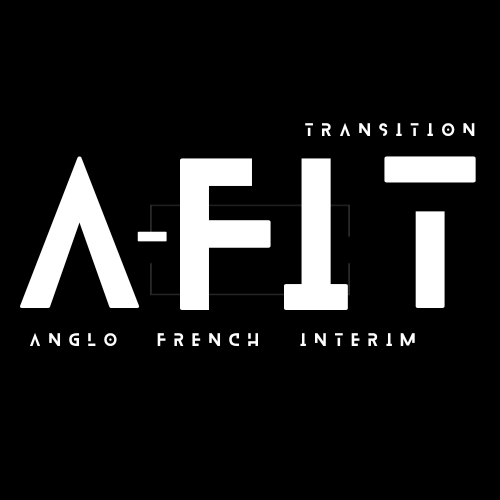 TRANSITION
A-FIT
ANGLO FRENCH INTERIM